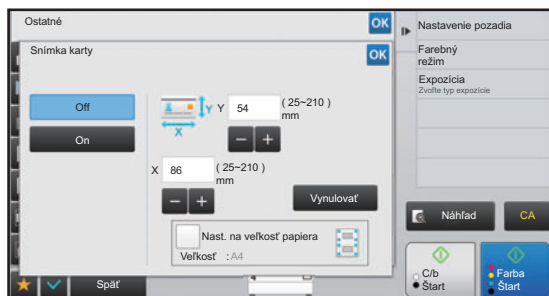 Ostatné
OK
Snímka karty
OK
Off
On
Y 54 ( 25~210 )
mm
Y
X
X 86 ( 25~210 )
mm
Vynulovať
Nast. na veľkosť papiera
Veľkosť :A4
Späť
Nastavenie pozadia
Farebný
režim
Expozícia
Zvoľte typ expozície
Náhľad
CA
C/b
Štart
Farba
Štart